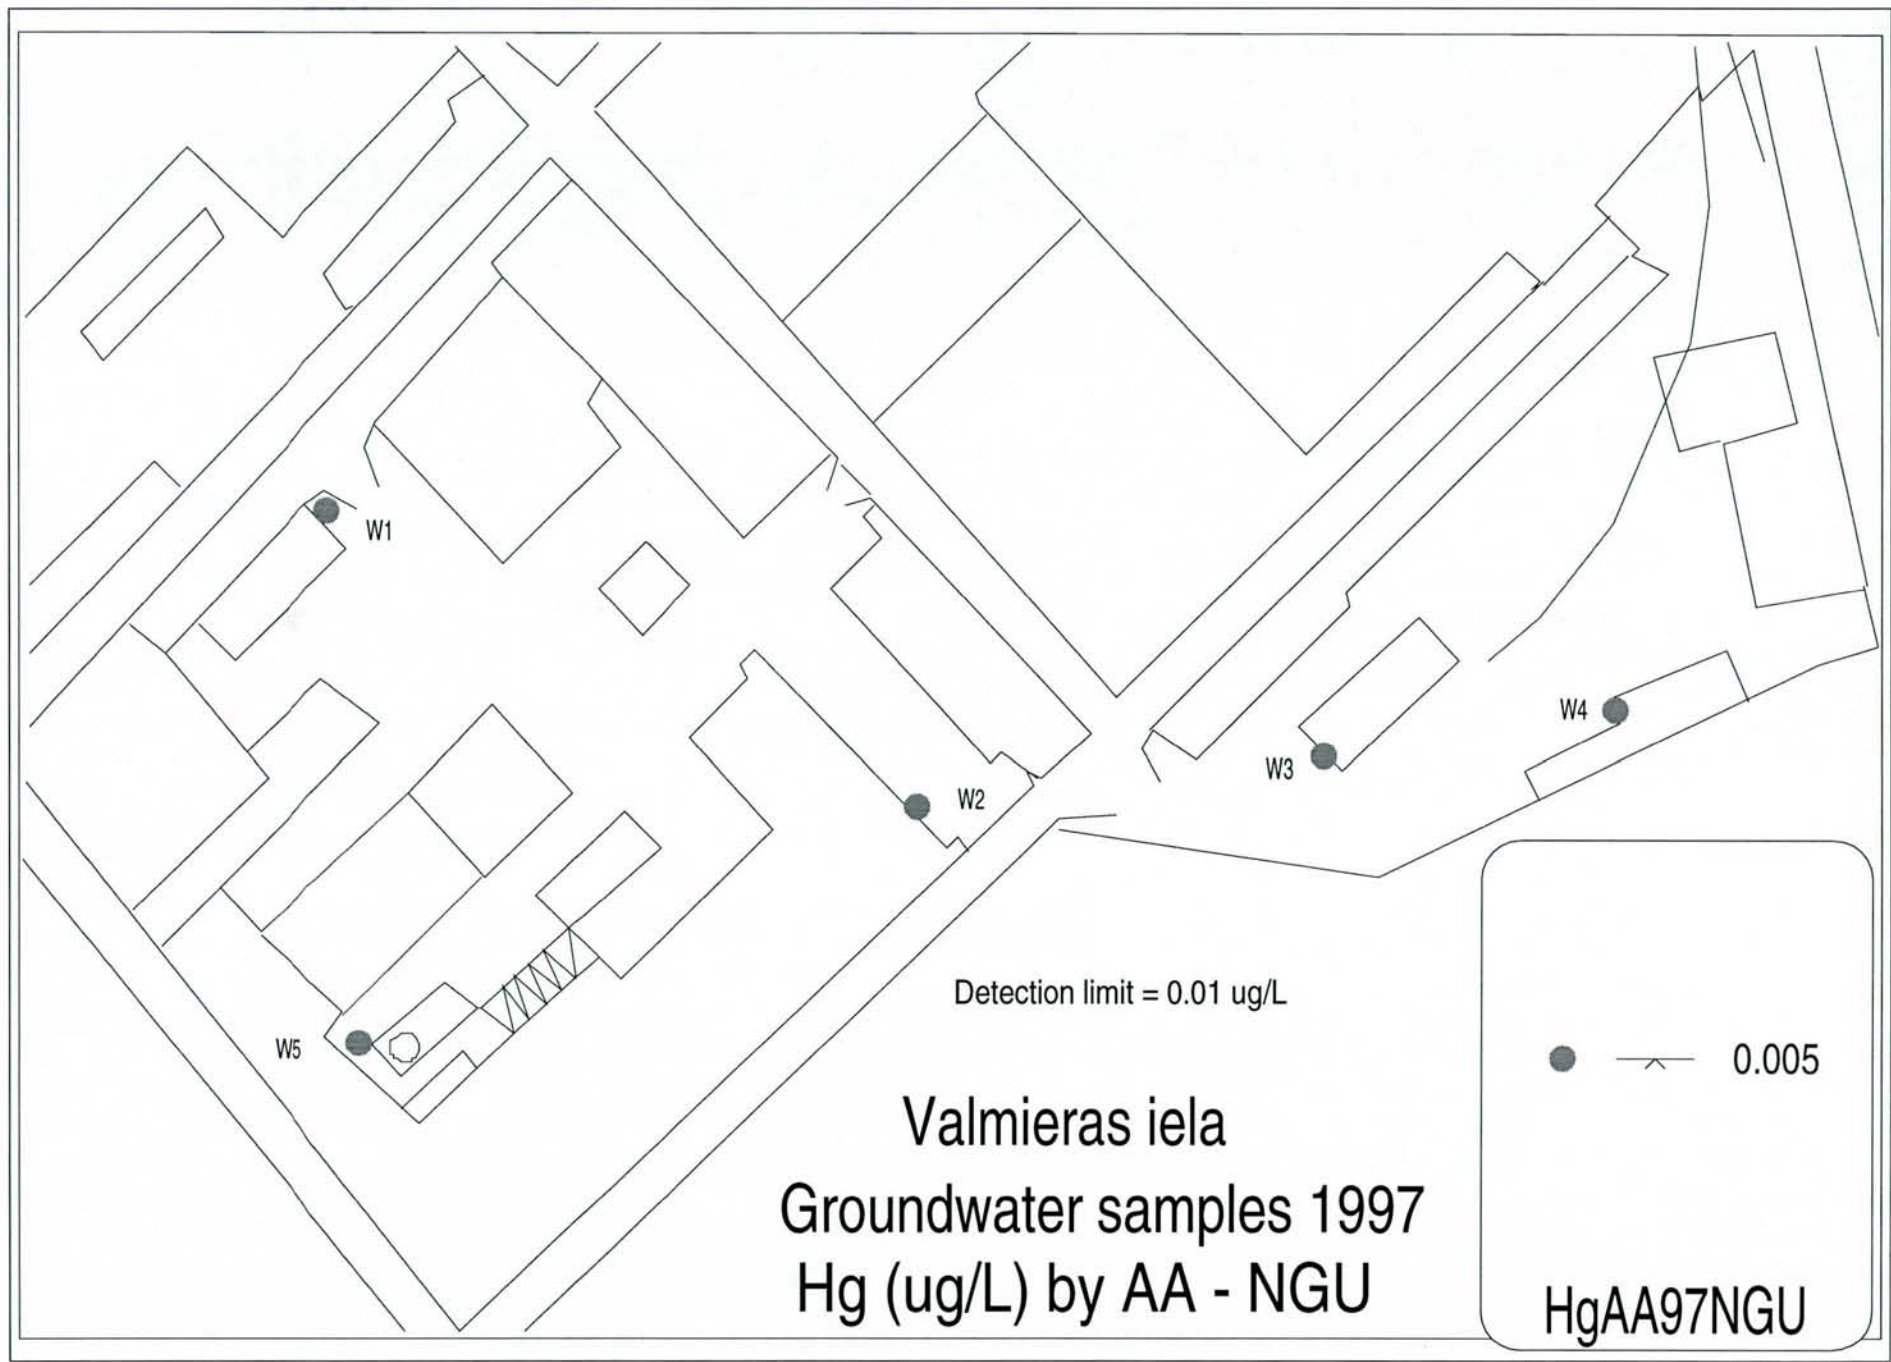 W1
W2
W3
W4
W5
Detection limit = 0.01 ug/L
0.005
Valmieras iela
Groundwater samples 1997
Hg (ug/L) by AA - NGU
HgAA97NGU